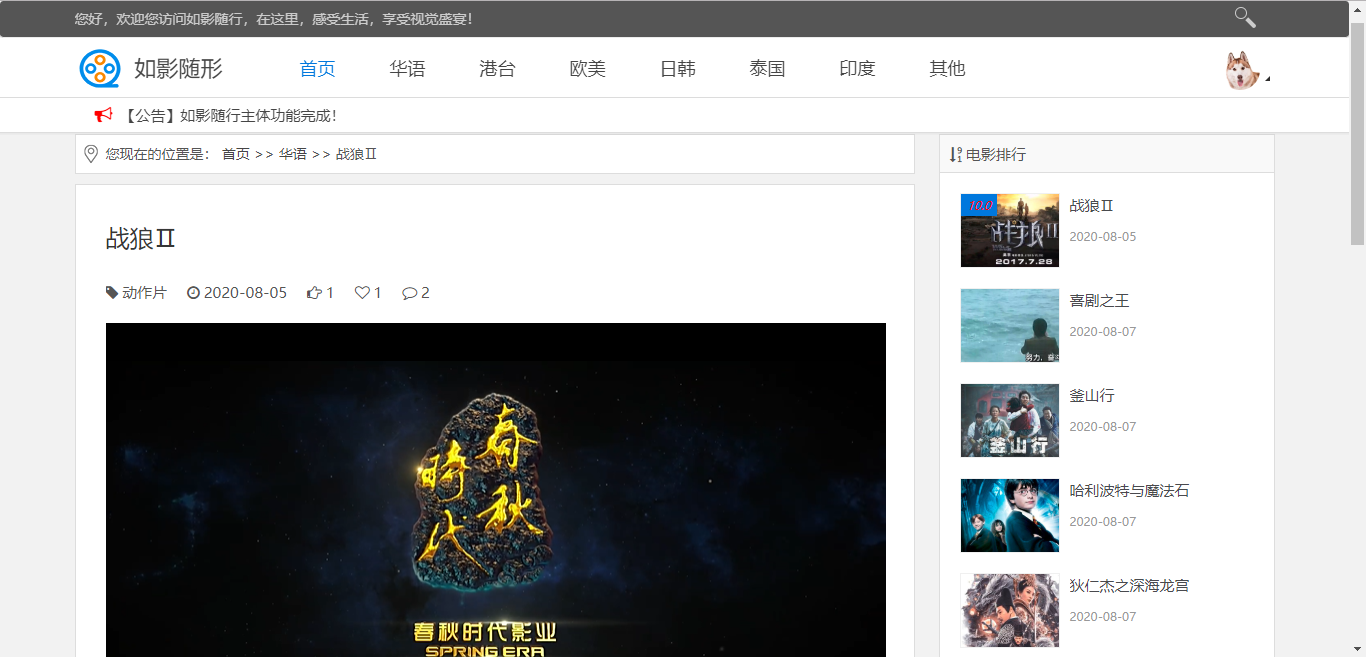 您好，欢迎您访问如影随行，在这里，感受生活，享受视觉盛宴！
如影随形 首页 华语 港台 欧美 日韩 泰国 印度 其他
【公告】如影随行主体功能完成！
您现在的位置是： 首页 >> 华语 >> 战狼Ⅱ
战狼Ⅱ
动作片 2020-08-05 1 1 2
春秋
时代
春秋时代影业
SPRING ERA
电影排行
10.0
战狼Ⅱ
2017.7.28
战狼Ⅱ
2020-08-05
喜剧之王
2020-08-07
釜山行
釜山行
2020-08-07
哈利波特与魔法石
2020-08-07
狄仁杰之深海龙宫
2020-08-07